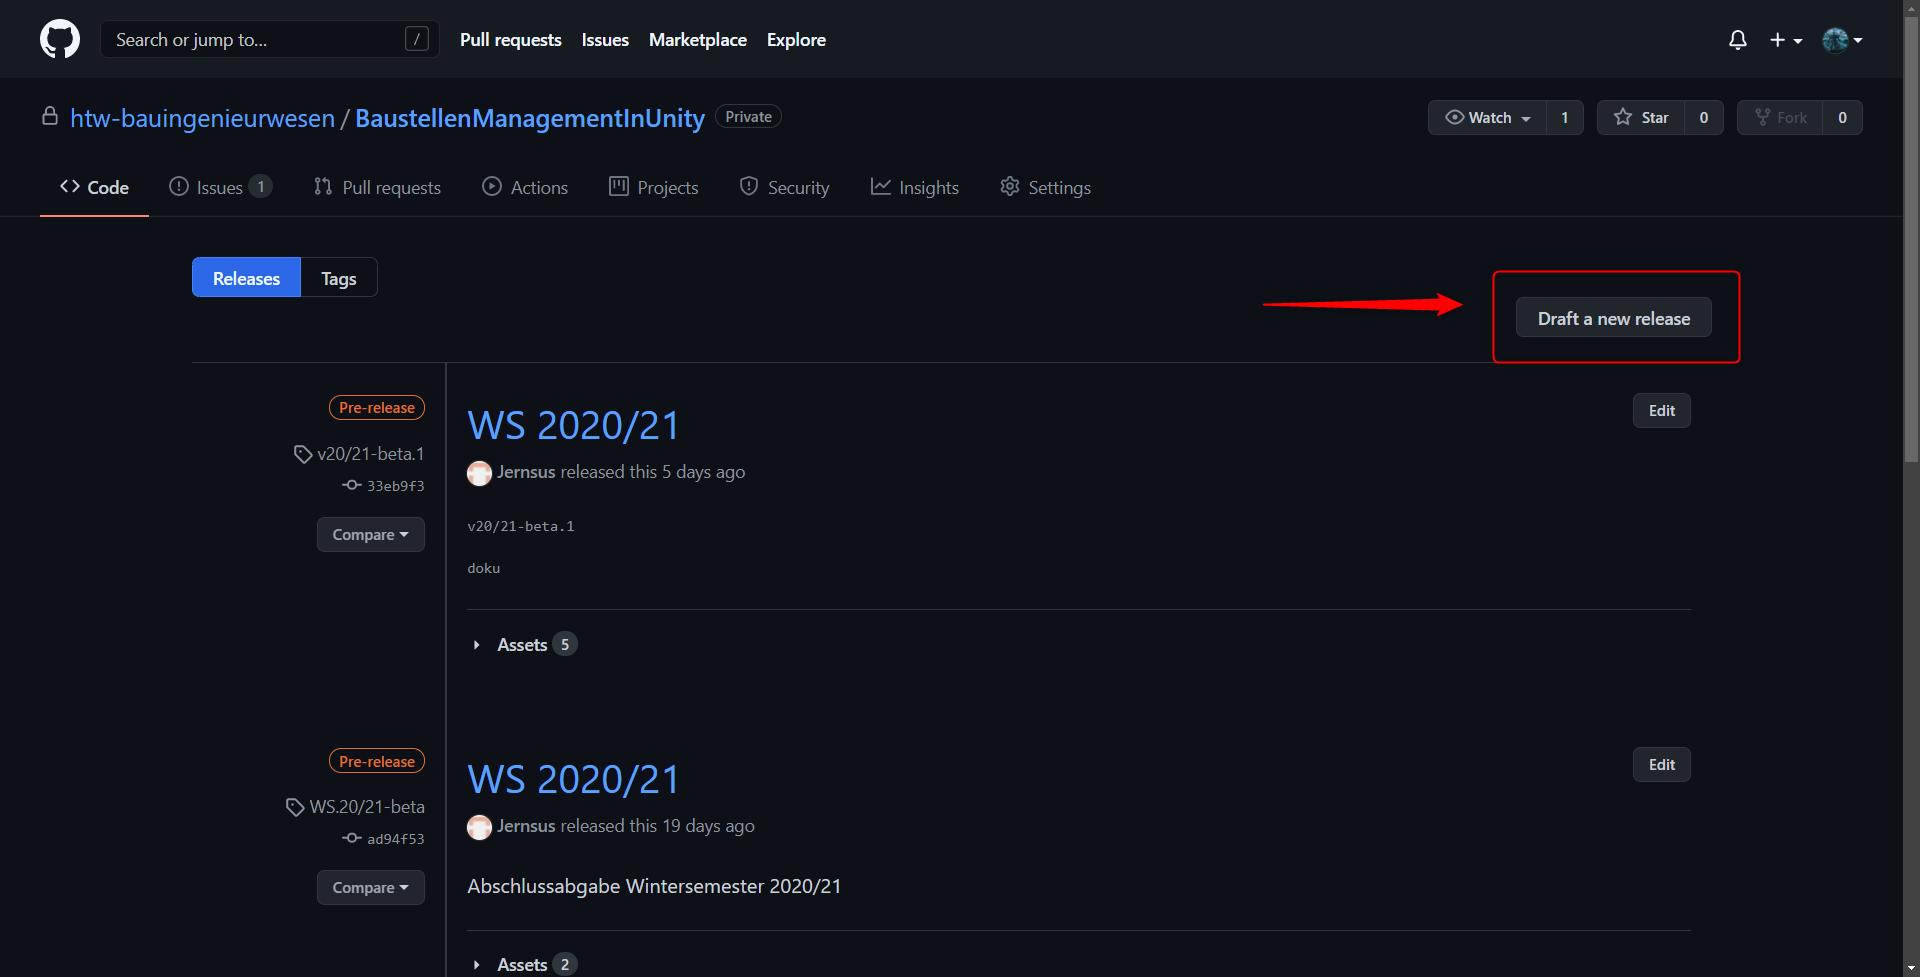 Search or jump to... /
Pull requests Issues Marketplace Explore
htw-bauingenieurwesen / BaustellenManagementInUnity Private
Watch 1 Star 0 Fork 0
Code Issues 1 Pull requests Actions Projects Security Insights Settings
Releases Tags
Draft a new release
Pre-release
v20/21-beta.1
33eb9f3
Compare
WS 2020/21
Edit
Jernsus released this 5 days ago
v20/21-beta.1
doku
Assets 5
Pre-release
WS.20/21-beta
ad94f53
Compare
WS 2020/21
Edit
Jernsus released this 19 days ago
Abschlussabgabe Wintersemester 2020/21
Assets 2